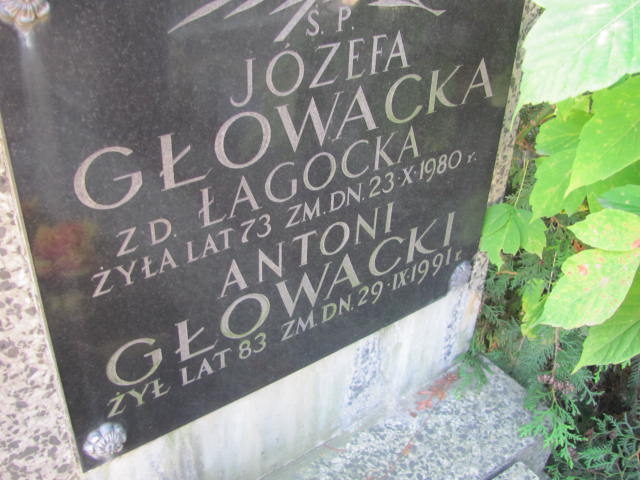 Ś. P.
JÓZEFA
GŁOWACKA
ZD. ŁAGOCKA
ŻYŁA LAT 73 ZM. DN. 23·X·1980 r.
ANTONI
GŁOWACKI
ŻYŁ LAT 83 ZM. DN. 29·IX·1991 r.